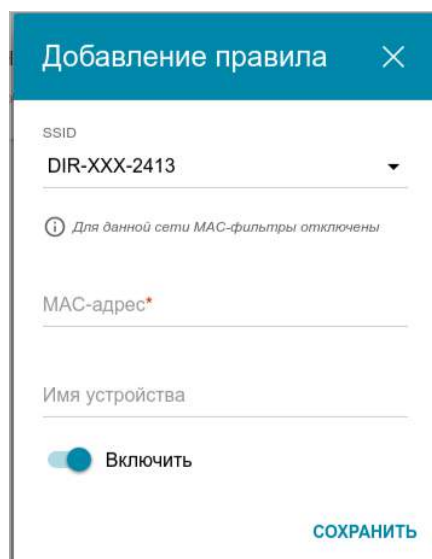 Добавление правила
SSID
DIR-XXX-2413
Для данной сети MAC-фильтры отключены
MAC-адрес*
Имя устройства
Включить
СОХРАНИТЬ